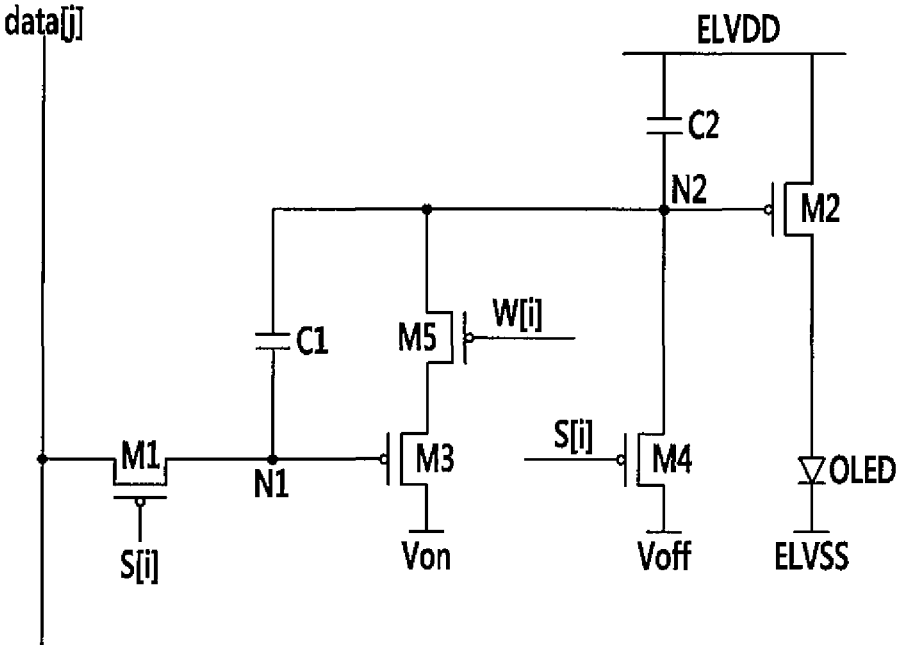 data[j]
ELVDD
C2
N2
M2
W[i]
M5
C1
S[i]
M1
M3
M4
N1
OLED
S[i]
Von
Voff
ELVSS